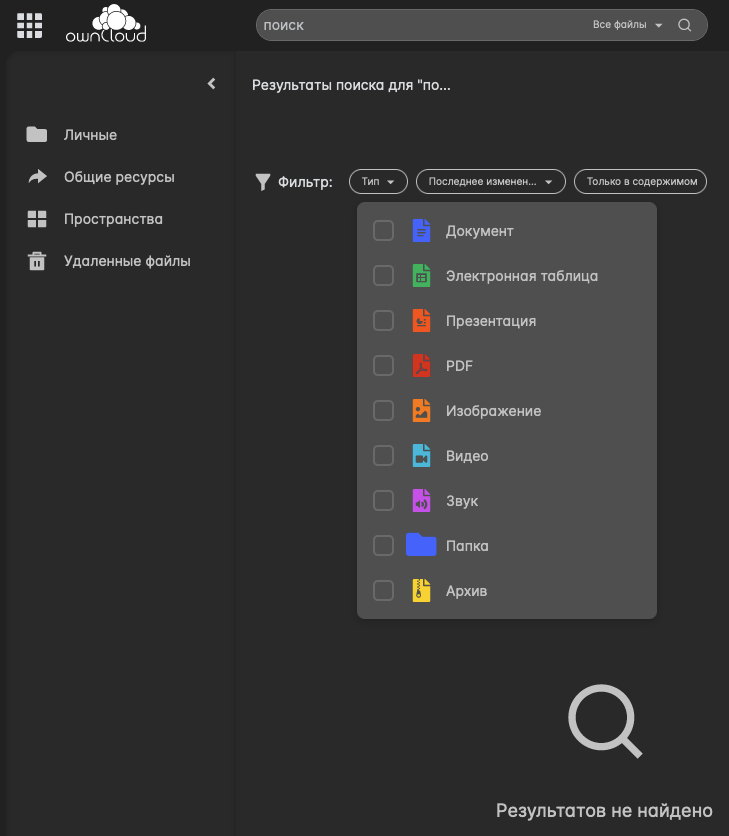 ownCloud
поиск
Все файлы
Результаты поиска для "по...
Личные
Общие ресурсы
Пространства
Удаленные файлы
Фильтр:
Тип
Последнее изменен...
Только в содержимом
Документ
Электронная таблица
Презентация
PDF
Изображение
Видео
Звук
Папка
Архив
Результатов не найдено